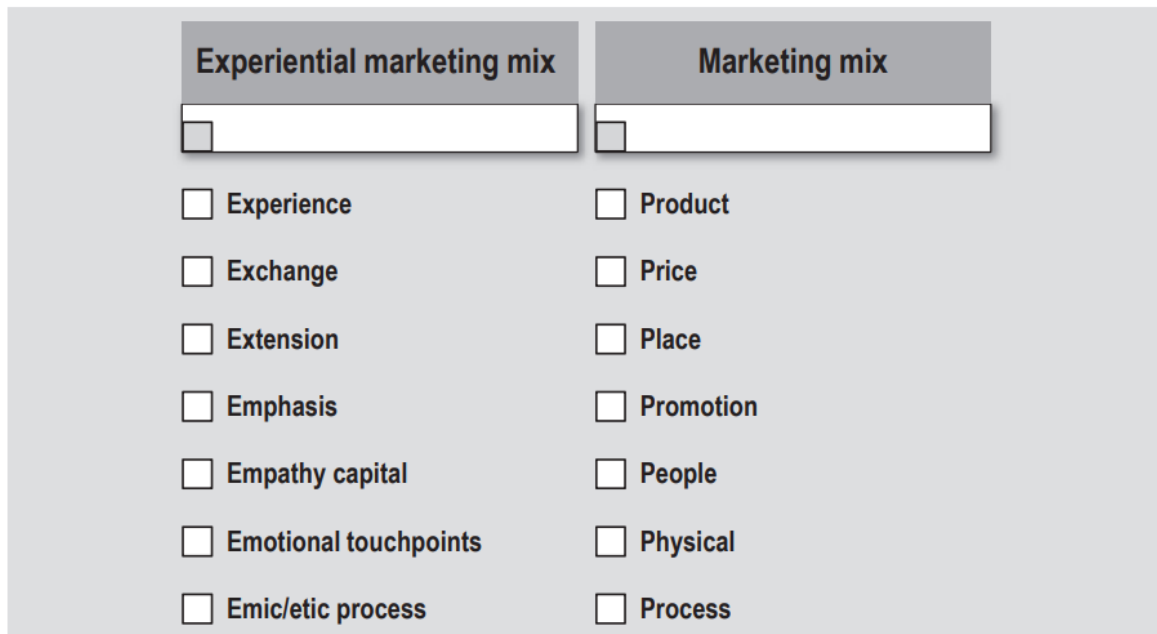 Experiential marketing mix
Marketing mix
Experience
Product
Exchange
Price
Extension
Place
Emphasis
Promotion
Empathy capital
People
Emotional touchpoints
Physical
Emic/etic process
Process